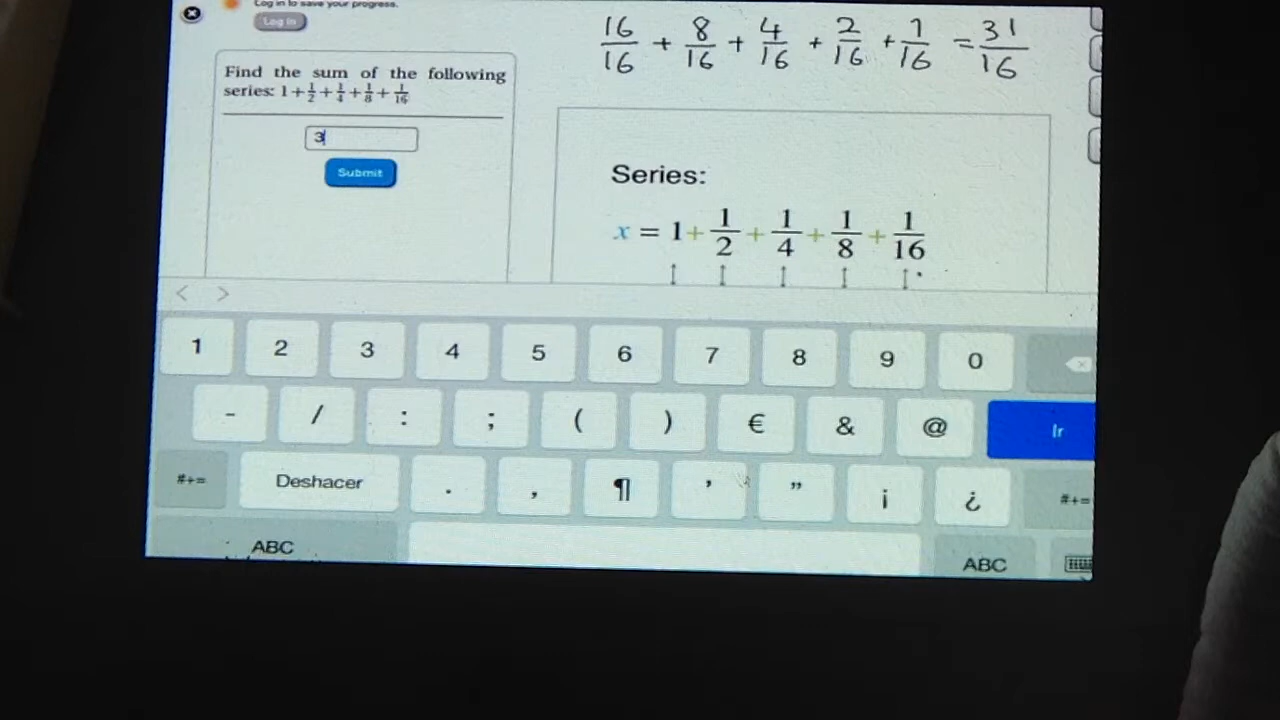 Log in to save your progress.
Log in
Find the sum of the following
series: 1 + 1/2 + 1/4 + 1/8 + 1/16
3
Submit
16/16 + 8/16 + 4/16 + 2/16 + 1/16 = 31/16
Series:
x = 1 + 1/2 + 1/4 + 1/8 + 1/16
< >
1 2 3 4 5 6 7 8 9 0
- / : ; ( ) € & @ Ir
#+= Deshacer . , ¶ ' " ¡ ¿ #+=
ABC ABC